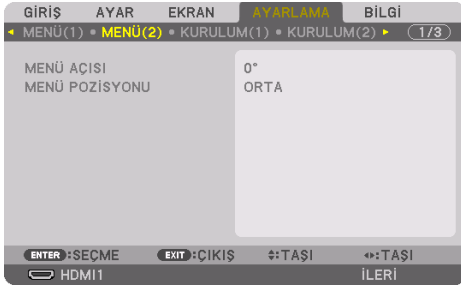 GİRİŞ AYAR EKRAN AYARLAMA BİLGİ
◂ MENÜ(1) • MENÜ(2) • KURULUM(1) • KURULUM(2) ▸ (1/3)
MENÜ AÇISI 0°
MENÜ POZİSYONU ORTA
ENTER :SEÇME EXIT :ÇIKIŞ ▴▾:TAŞI ◂▸:TAŞI
HDMI1 İLERİ